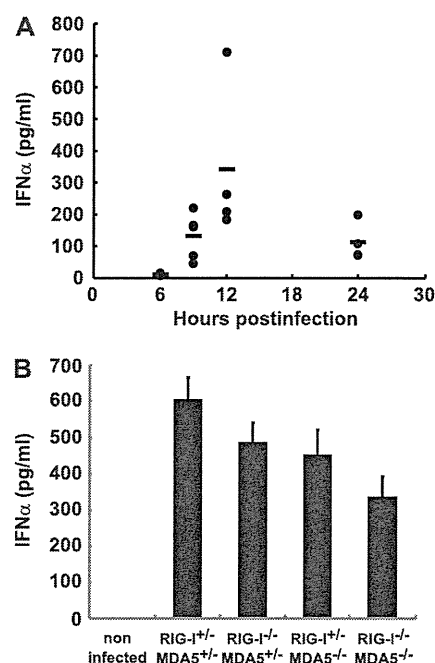 A
800
700
600
500
400
300
200
100
0
IFNα (pg/ml)
0 6 12 18 24 30
Hours postinfection
B
700
600
500
400
300
200
100
0
IFNα (pg/ml)
non RIG-I+/- RIG-I-/- RIG-I+/- RIG-I-/-
infected MDA5+/- MDA5+/- MDA5-/- MDA5-/-